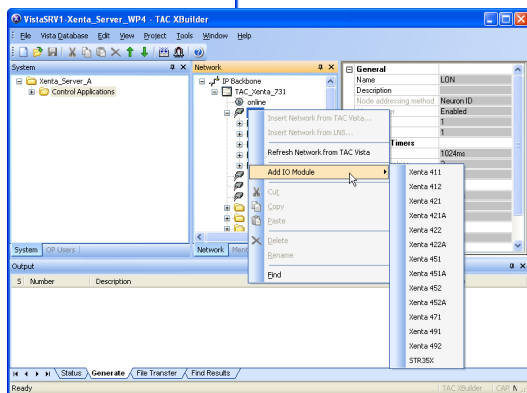 VistaSRV1-Xenta_Server_WP4 - TAC XBuilder
File Vista Database Edit View Project Tools Window Help
System
Xenta_Server_A
Control Applications
System OP Users
Network
IP Backbone
TAC_Xenta_731
online
Network
General
Name LON
Description
Node addressing method Neuron ID
Enabled
1
1
Timers
1024ms
Insert Network from TAC Vista...
Insert Network from LNS...
Refresh Network from TAC Vista
Add IO Module
Cut
Copy
Paste
Delete
Rename
Find
Xenta 411
Xenta 412
Xenta 421
Xenta 421A
Xenta 422
Xenta 422A
Xenta 451
Xenta 451A
Xenta 452
Xenta 452A
Xenta 471
Xenta 491
Xenta 492
STR35X
Output
S Number Description
Status Generate File Transfer Find Results
Ready
TAC XBuilder CAP N